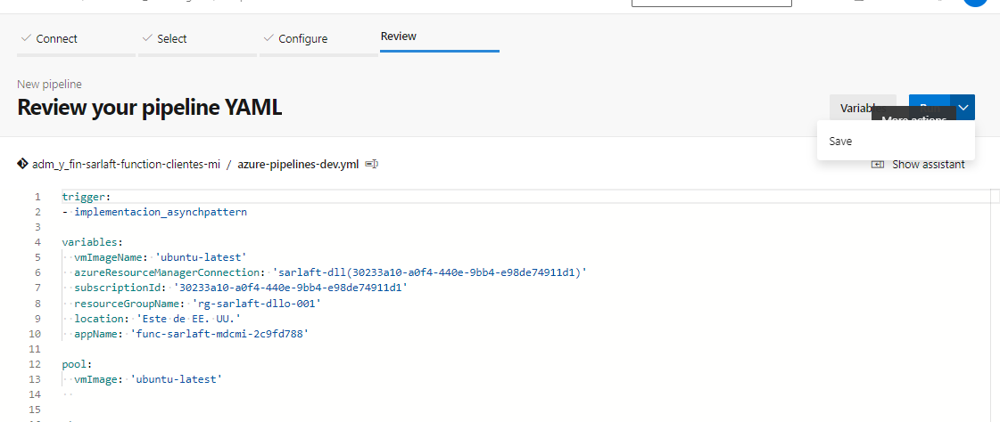 Connect
Select
Configure
Review
New pipeline
Review your pipeline YAML
More actions
Save
adm_y_fin-sarlaft-function-clientes-mi / azure-pipelines-dev.yml
Show assistant
1 trigger:
2 - implementacion_asynchpattern
3
4 variables:
5 vmImageName: 'ubuntu-latest'
6 azureResourceManagerConnection: 'sarlaft-dll(30233a10-a0f4-440e-9bb4-e98de74911d1)'
7 subscriptionId: '30233a10-a0f4-440e-9bb4-e98de74911d1'
8 resourceGroupName: 'rg-sarlaft-dllo-001'
9 location: 'Este de EE. UU.'
10 appName: 'func-sarlaft-mdcmi-2c9fd788'
11
12 pool:
13 vmImage: 'ubuntu-latest'
14
15